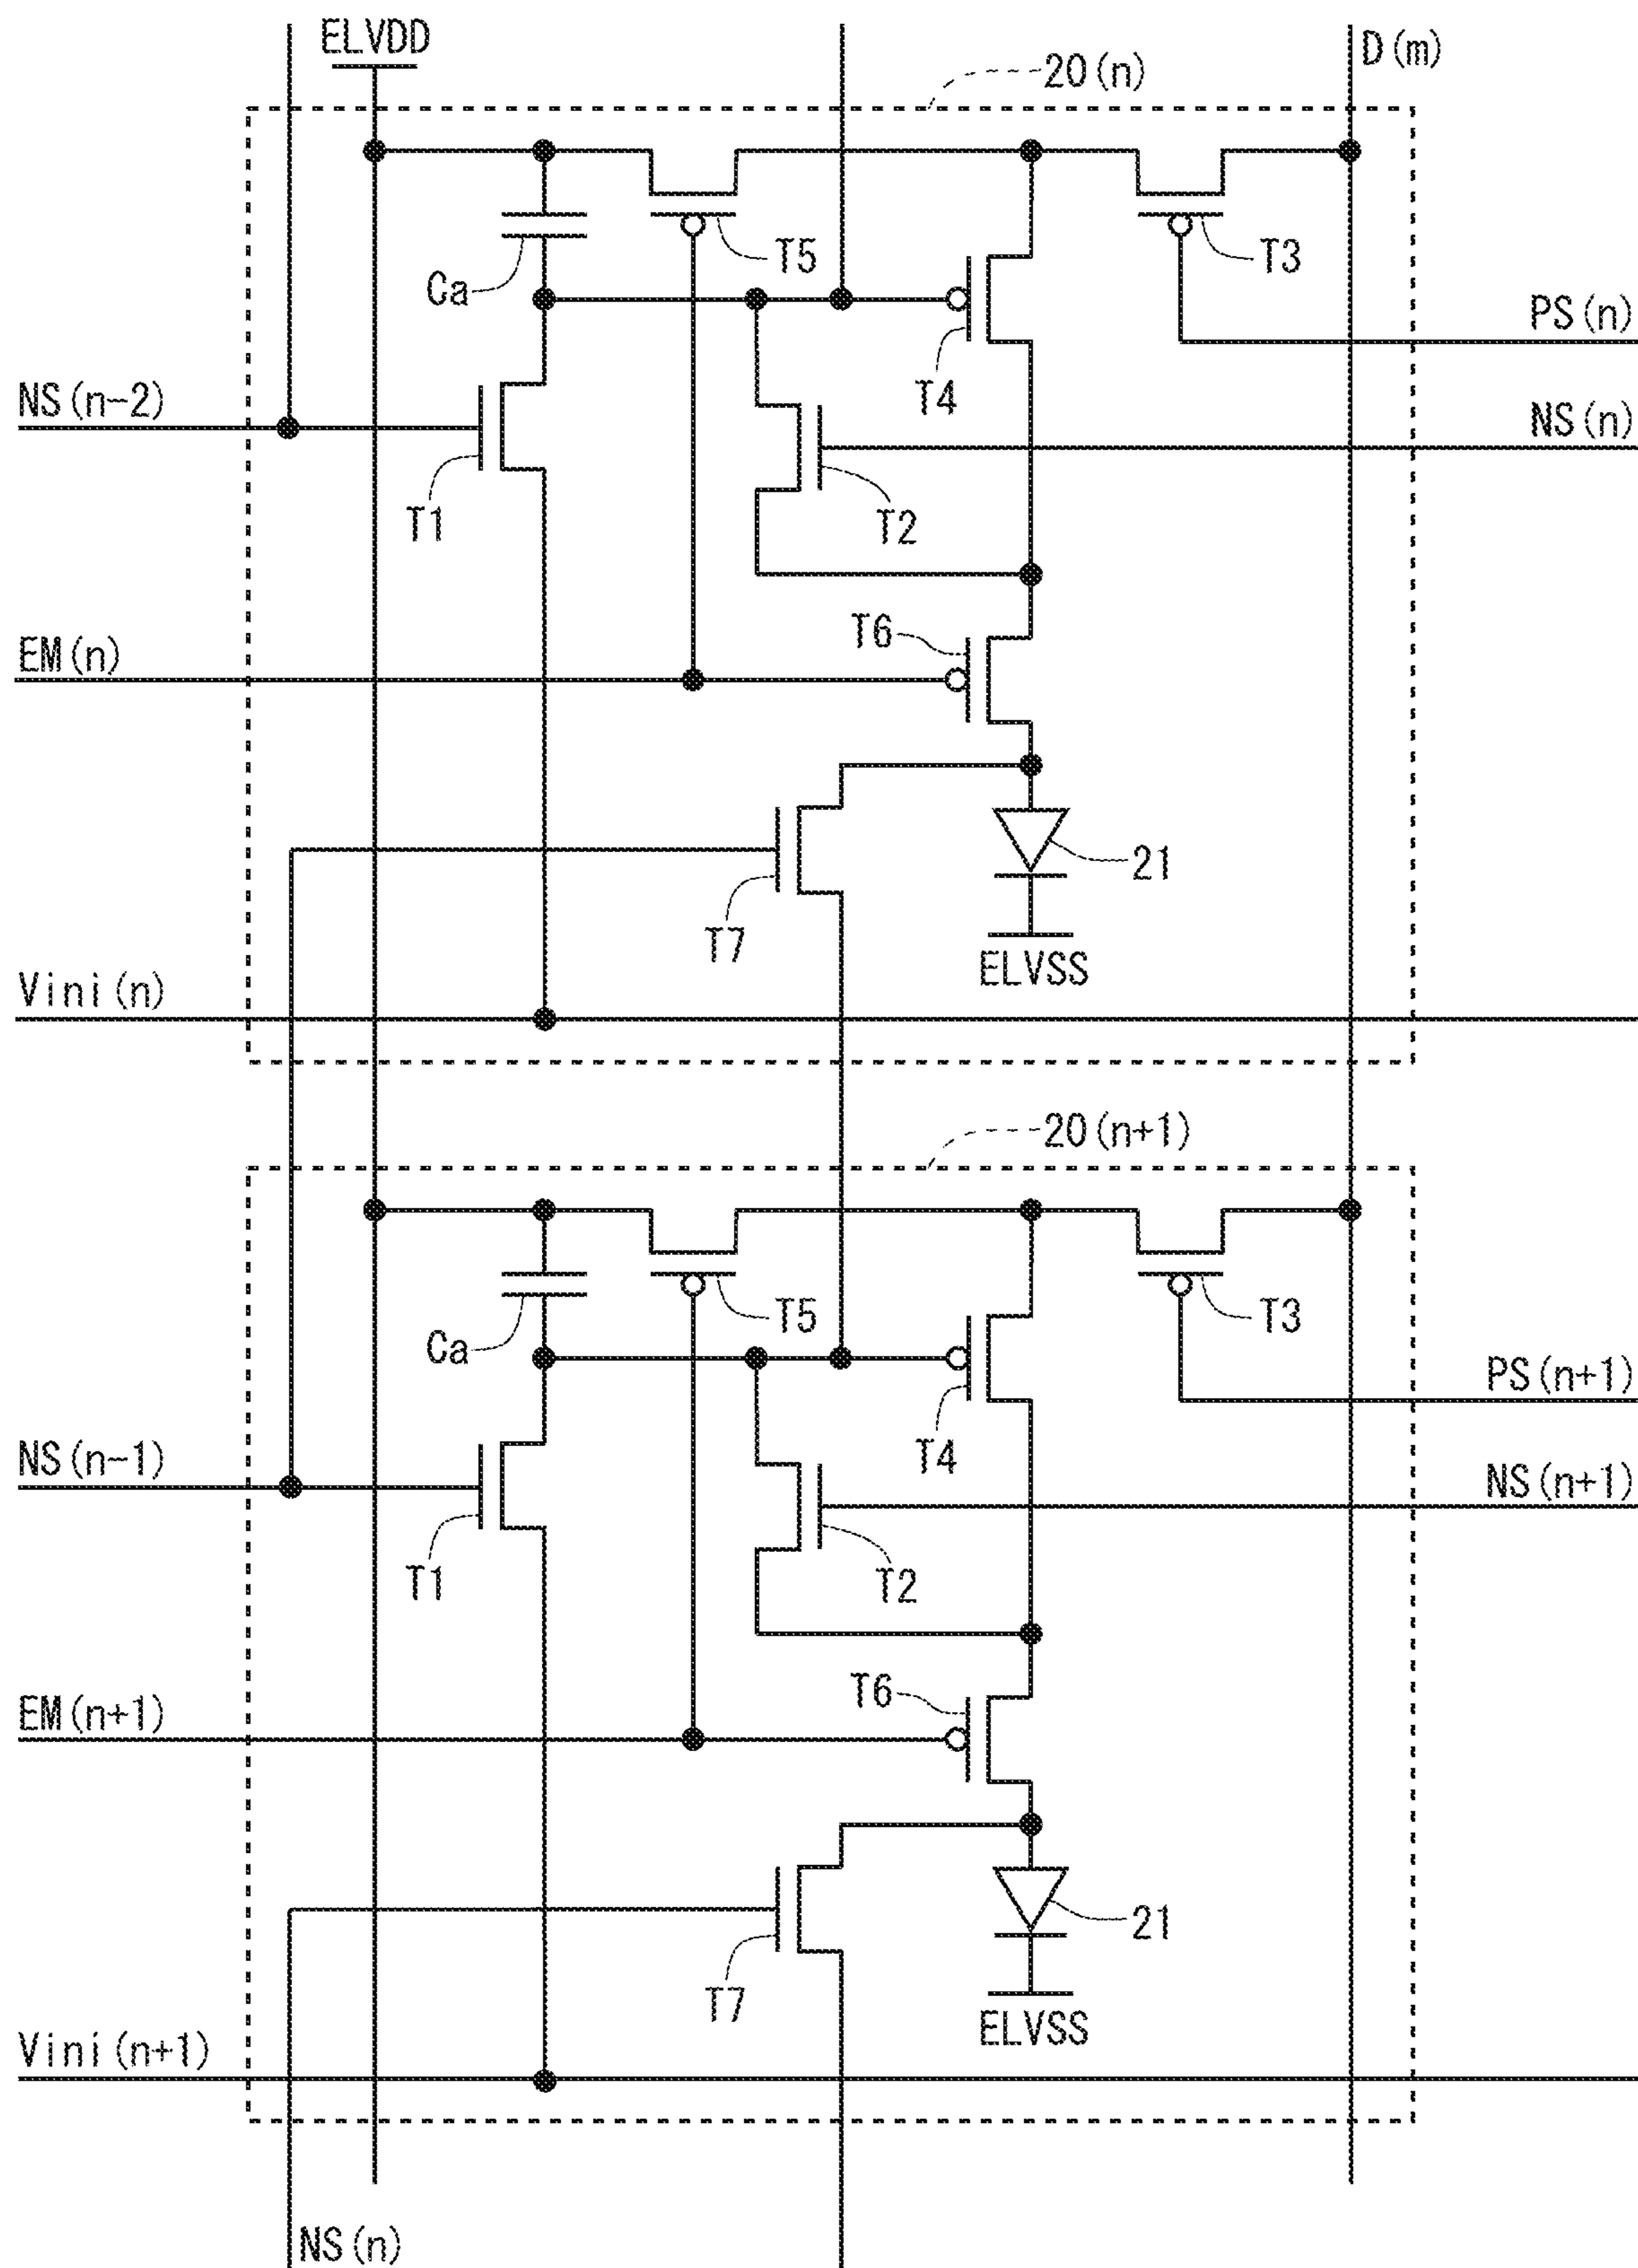 ELVDD
D(m)
20(n)
T5
T3
Ca
PS(n)
T4
NS(n-2)
NS(n)
T1
T2
T6
EM(n)
21
T7
ELVSS
Vini(n)
20(n+1)
T5
T3
Ca
PS(n+1)
T4
NS(n-1)
NS(n+1)
T1
T2
T6
EM(n+1)
21
T7
ELVSS
Vini(n+1)
NS(n)